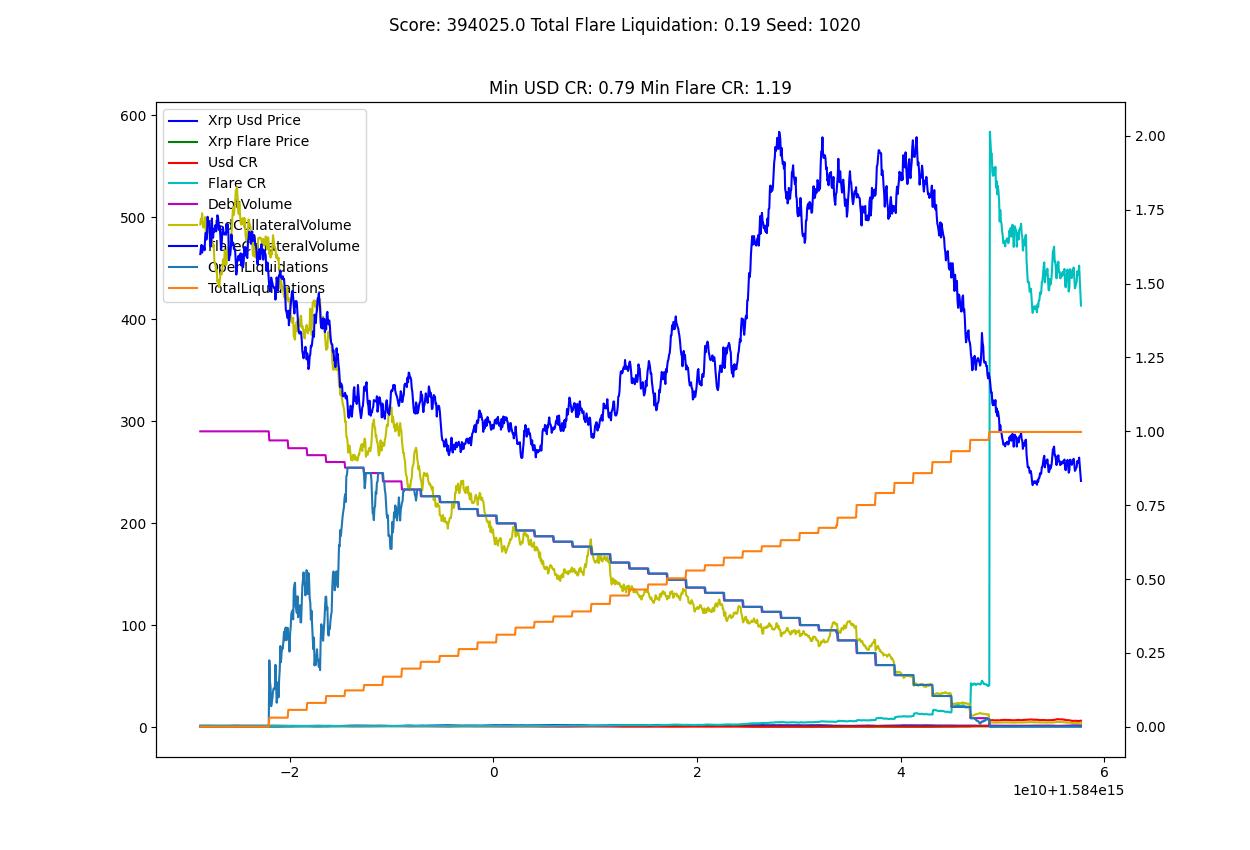 Score: 394025.0 Total Flare Liquidation: 0.19 Seed: 1020
Min USD CR: 0.79 Min Flare CR: 1.19
Xrp Usd Price
Xrp Flare Price
Usd CR
Flare CR
DebtVolume
UsdCollateralVolume
FlareCollateralVolume
OpenLiquidations
TotalLiquidations
600
500
400
300
200
100
0
2.00
1.75
1.50
1.25
1.00
0.75
0.50
0.25
0.00
−2
0
2
4
6
1e10+1.584e15